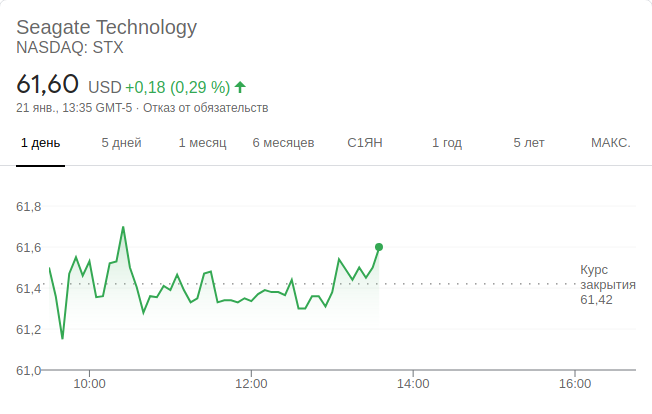 Seagate Technology
NASDAQ: STX
61,60 USD +0,18 (0,29 %)
21 янв., 13:35 GMT-5 · Отказ от обязательств
1 день 5 дней 1 месяц 6 месяцев С1ЯН 1 год 5 лет МАКС.
61,8
61,6
61,4
61,2
61,0
Курс
закрытия
61,42
10:00 12:00 14:00 16:00